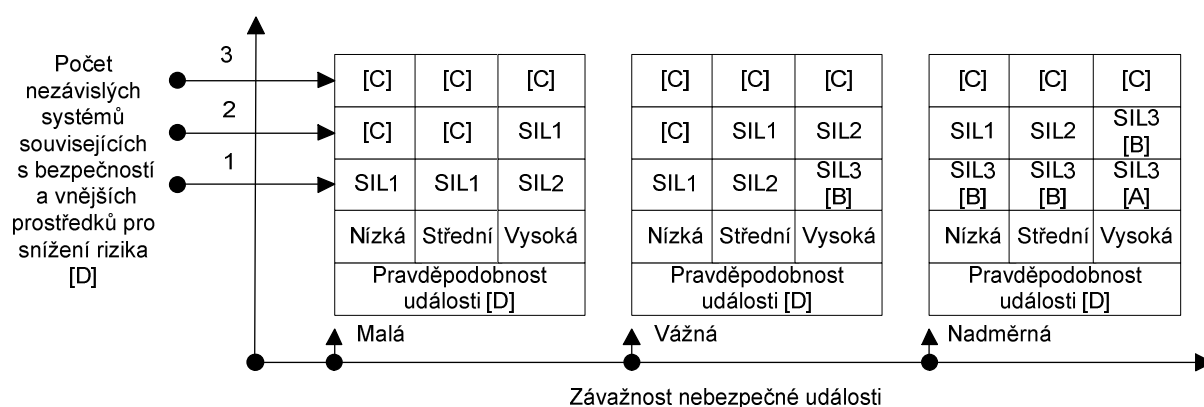 Počet
nezávislých
systémů
souvisejících
s bezpečností
a vnějších
prostředků pro
snížení rizika
[D]
3
2
1
[C] [C] [C]
[C] [C] SIL1
SIL1 SIL1 SIL2
Nízká Střední Vysoká
Pravděpodobnost
události [D]
Malá
[C] [C] [C]
[C] SIL1 SIL2
SIL1 SIL2 SIL3
[B]
Nízká Střední Vysoká
Pravděpodobnost
události [D]
Vážná
[C] [C] [C]
SIL1 SIL2 SIL3
[B]
SIL3 SIL3 SIL3
[B] [B] [A]
Nízká Střední Vysoká
Pravděpodobnost
události [D]
Nadměrná
Závažnost nebezpečné události